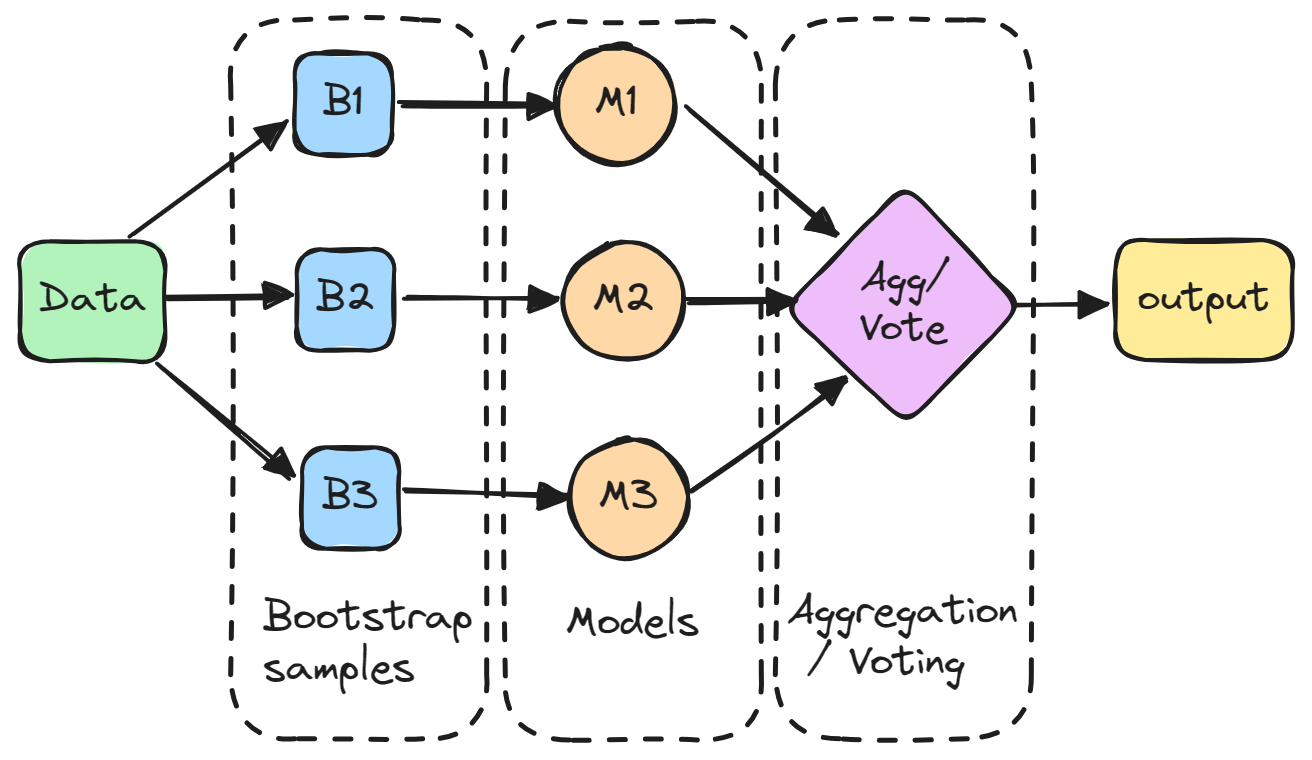 B1
M1
Data
B2
M2
Agg/
Vote
output
B3
M3
Bootstrap
samples
Models
Aggregation
/ Voting